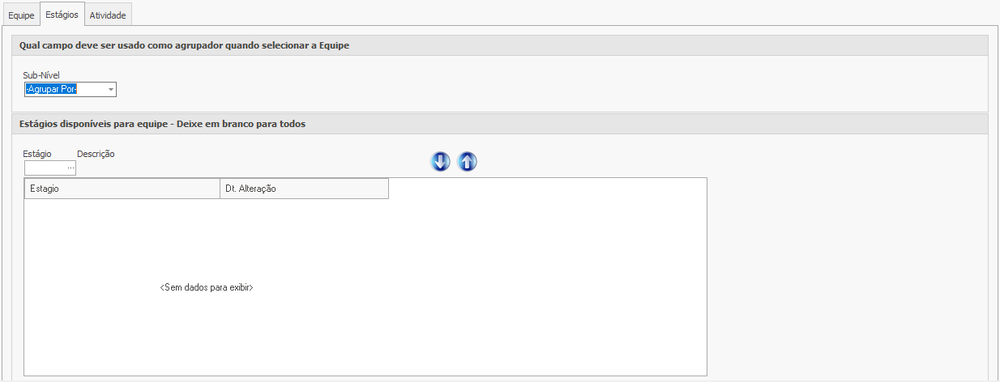 Equipe Estágios Atividade
Qual campo deve ser usado como agrupador quando selecionar a Equipe
Sub-Nível
-Agrupar Por-
Estágios disponíveis para equipe - Deixe em branco para todos
Estágio Descrição
...
Estagio Dt. Alteração
<Sem dados para exibir>